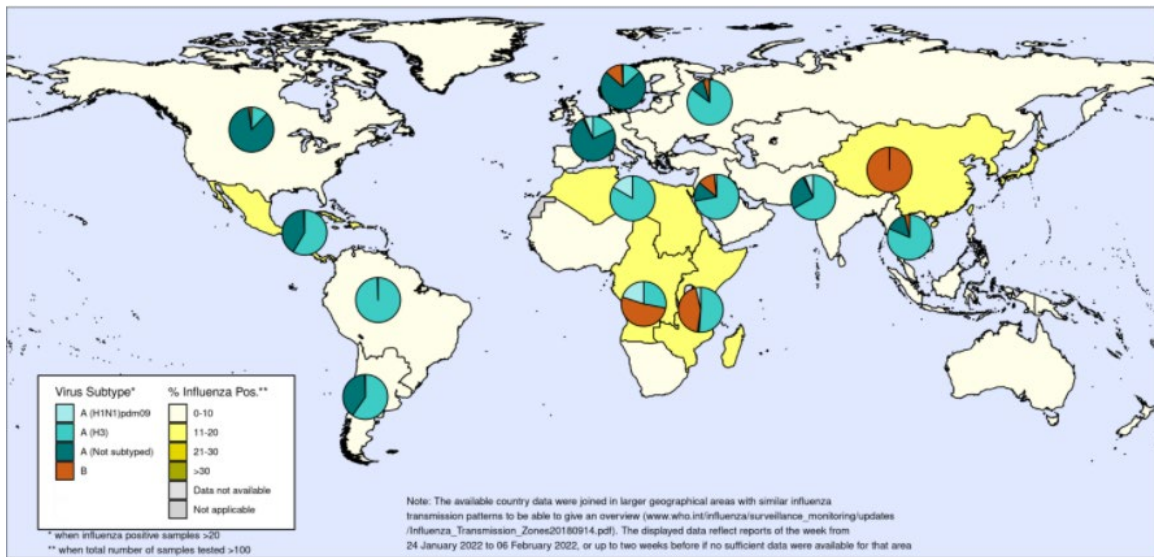 Virus Subtype*
A (H1N1)pdm09
A (H3)
A (Not subtyped)
B
% Influenza Pos.**
0-10
11-20
21-30
>30
Data not available
Not applicable
* when influenza positive samples >20
** when total number of samples tested >100
Note: The available country data were joined in larger geographical areas with similar influenza
transmission patterns to be able to give an overview (www.who.int/influenza/surveillance_monitoring/updates
/Influenza_Transmission_Zones20180914.pdf). The displayed data reflect reports of the week from
24 January 2022 to 06 February 2022, or up to two weeks before if no sufficient data were available for that area